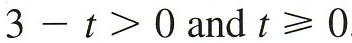 3 − t > 0 and t ⩾ 0.